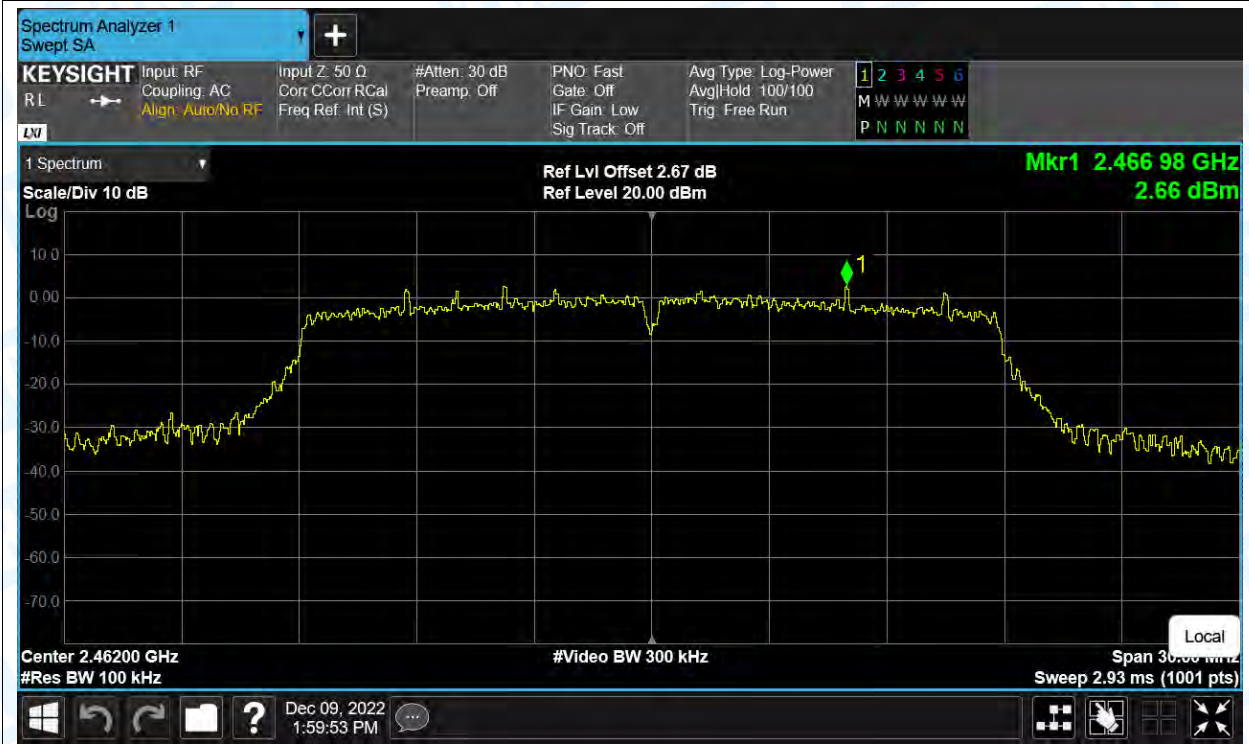 Spectrum Analyzer 1
Swept SA
+
KEYSIGHT
R L
LXI
Input: RF
Coupling: AC
Align: Auto/No RF
Input Z: 50 Ω
Corr CCorr RCal
Freq Ref: Int (S)
#Atten: 30 dB
Preamp: Off
PNO: Fast
Gate: Off
IF Gain: Low
Sig Track: Off
Avg Type: Log-Power
Avg|Hold: 100/100
Trig: Free Run
1 2 3 4 5 6
M W W W W W W
P N N N N N N
1 Spectrum
Scale/Div 10 dB
Ref Lvl Offset 2.67 dB
Ref Level 20.00 dBm
Mkr1 2.466 98 GHz
2.66 dBm
Log
10.0
0.00
-10.0
-20.0
-30.0
-40.0
-50.0
-60.0
-70.0
1
Local
Center 2.46200 GHz
#Res BW 100 kHz
#Video BW 300 kHz
Span 30.00 MHz
Sweep 2.93 ms (1001 pts)
?
Dec 09, 2022
1:59:53 PM